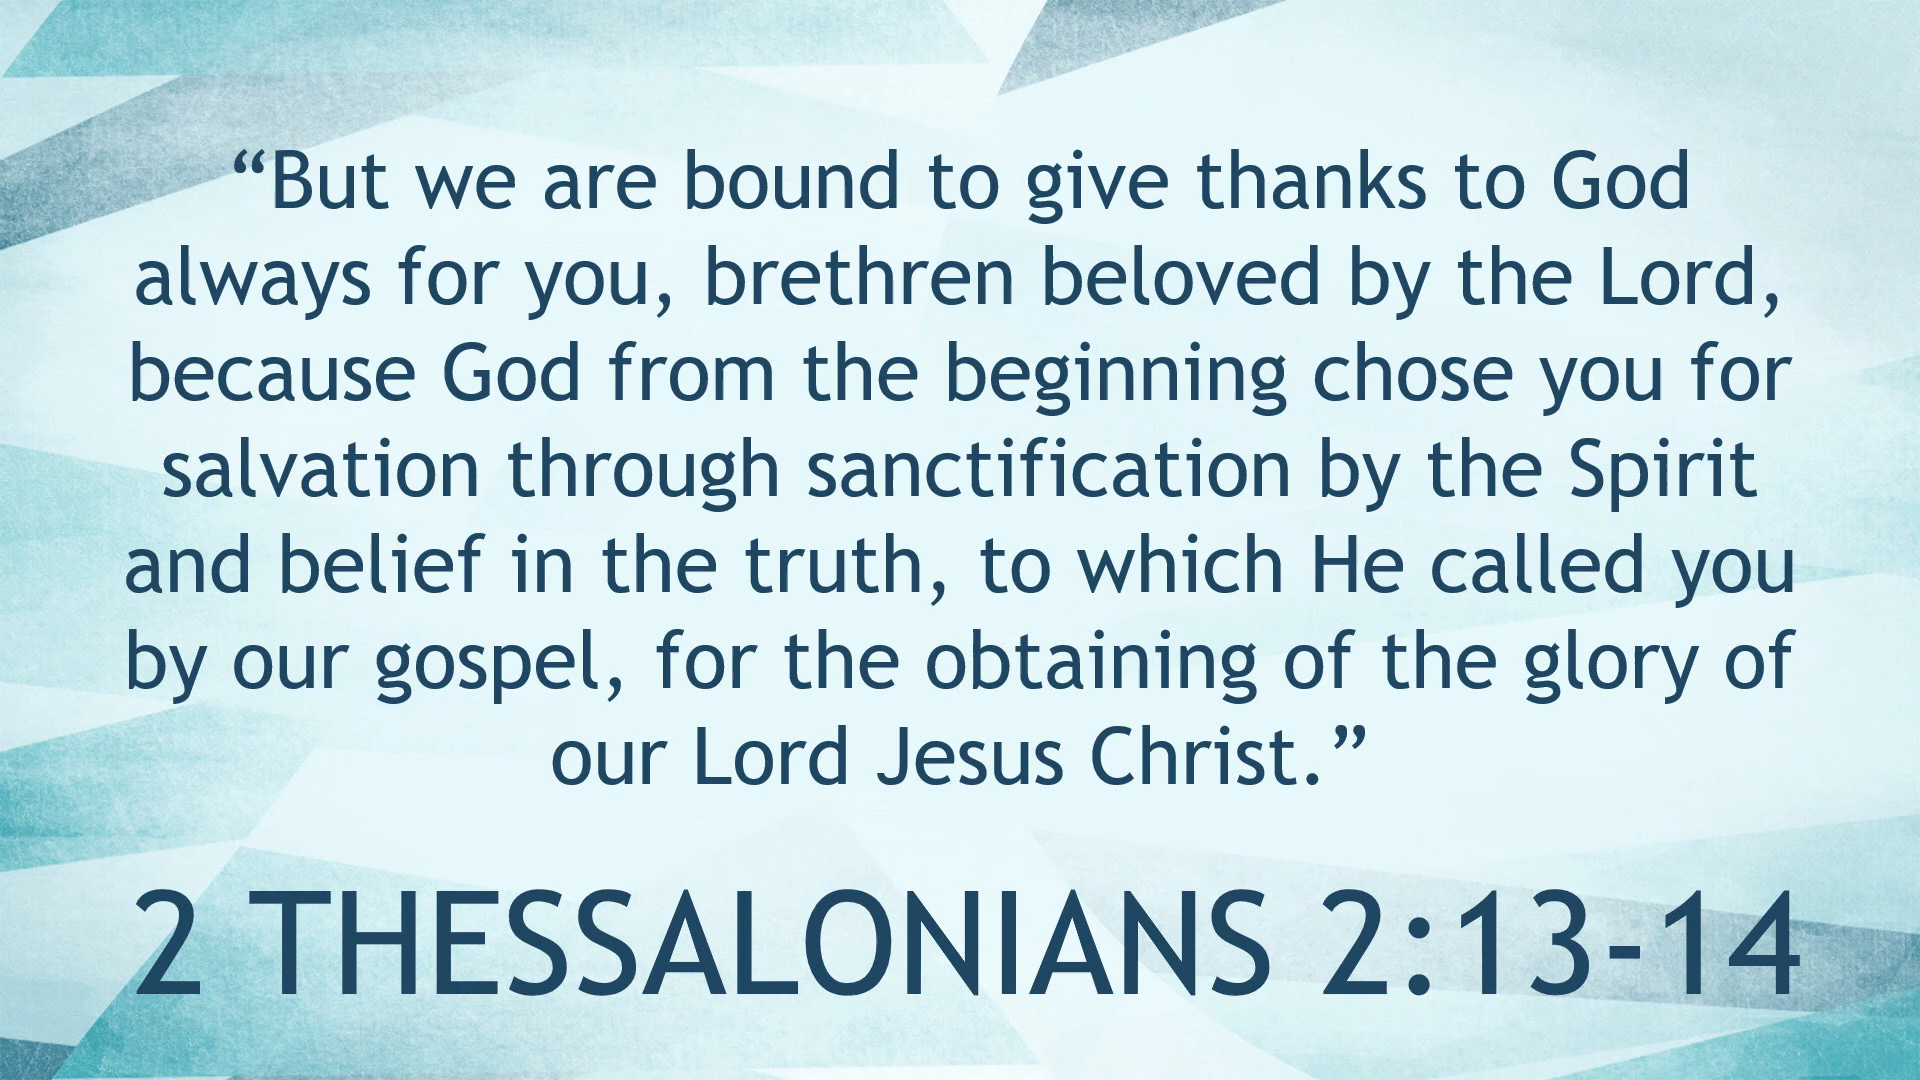 “But we are bound to give thanks to God
always for you, brethren beloved by the Lord,
because God from the beginning chose you for
salvation through sanctification by the Spirit
and belief in the truth, to which He called you
by our gospel, for the obtaining of the glory of
our Lord Jesus Christ.”
2 THESSALONIANS 2:13-14